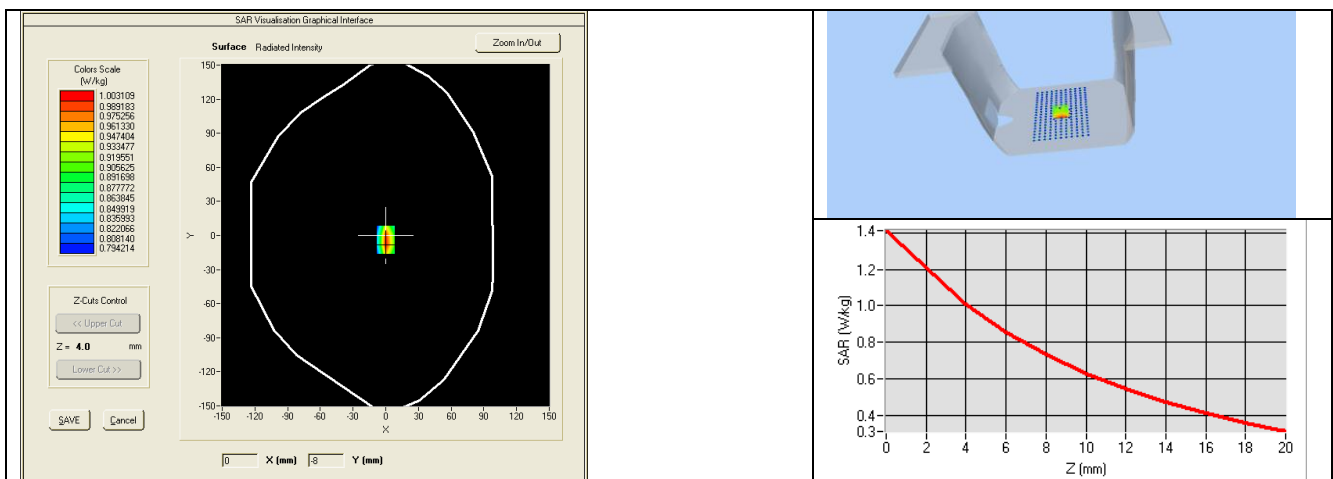 SAR Visualisation Graphical Interface
Surface Radiated Intensity
Zoom In/Out
Colors Scale
(W/kg)
1.003109
0.989183
0.975256
0.961330
0.947404
0.933477
0.919551
0.905625
0.891698
0.877772
0.863845
0.849919
0.835993
0.822066
0.808140
0.794214
Z-Cuts Control
<< Upper Cut
Z = 4.0 mm
Lower Cut >>
SAVE Cancel
150
120
90
60
30
0
-30
-60
-90
-120
-150
Y
-150 -120 -90 -60 -30 0 30 60 90 120 150
X
0 X (mm) -8 Y (mm)
1.4
1.2
1.0
0.8
0.6
0.4
0.3
SAR (W/kg)
0 2 4 6 8 10 12 14 16 18 20
Z (mm)